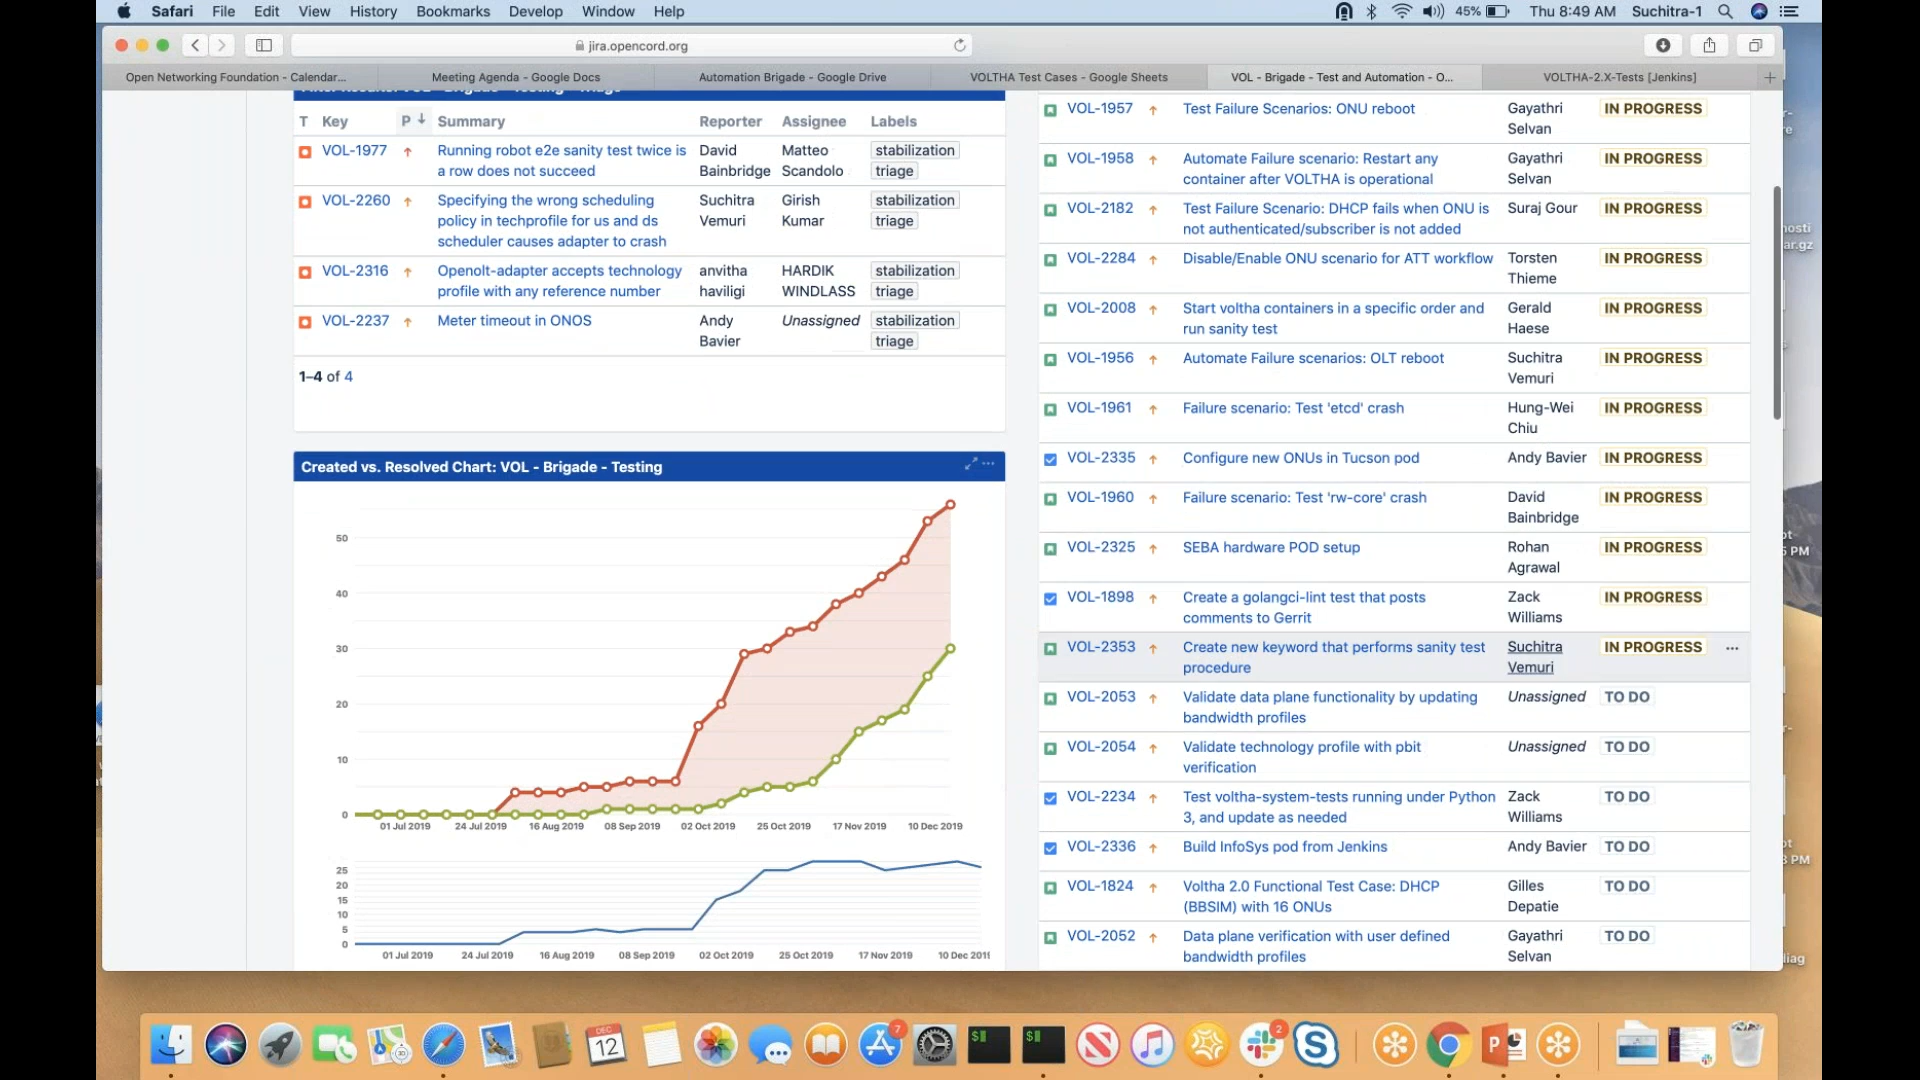 Safari File Edit View History Bookmarks Develop Window Help 45% Thu 8:49 AM Suchitra-1
jira.opencord.org
Open Networking Foundation - Calendar... Meeting Agenda - Google Docs Automation Brigade - Google Drive VOLTHA Test Cases - Google Sheets VOL - Brigade - Test and Automation - O... VOLTHA-2.X-Tests [Jenkins]
T Key P Summary Reporter Assignee Labels
VOL-1977 Running robot e2e sanity test twice is David Matteo stabilization
a row does not succeed Bainbridge Scandolo triage
VOL-2260 Specifying the wrong scheduling Suchitra Girish stabilization
policy in techprofile for us and ds Vemuri Kumar triage
scheduler causes adapter to crash
VOL-2316 Openolt-adapter accepts technology anvitha HARDIK stabilization
profile with any reference number haviligi WINDLASS triage
VOL-2237 Meter timeout in ONOS Andy Unassigned stabilization
Bavier triage
1–4 of 4
Created vs. Resolved Chart: VOL - Brigade - Testing
50
40
30
20
10
0
01 Jul 2019 24 Jul 2019 16 Aug 2019 08 Sep 2019 02 Oct 2019 25 Oct 2019 17 Nov 2019 10 Dec 2019
25
20
15
10
5
0
01 Jul 2019 24 Jul 2019 16 Aug 2019 08 Sep 2019 02 Oct 2019 25 Oct 2019 17 Nov 2019 10 Dec 2019
VOL-1957 Test Failure Scenarios: ONU reboot Gayathri IN PROGRESS
Selvan
VOL-1958 Automate Failure scenario: Restart any Gayathri IN PROGRESS
container after VOLTHA is operational Selvan
VOL-2182 Test Failure Scenario: DHCP fails when ONU is Suraj Gour IN PROGRESS
not authenticated/subscriber is not added
VOL-2284 Disable/Enable ONU scenario for ATT workflow Torsten IN PROGRESS
Thieme
VOL-2008 Start voltha containers in a specific order and Gerald IN PROGRESS
run sanity test Haese
VOL-1956 Automate Failure scenarios: OLT reboot Suchitra IN PROGRESS
Vemuri
VOL-1961 Failure scenario: Test 'etcd' crash Hung-Wei IN PROGRESS
Chiu
VOL-2335 Configure new ONUs in Tucson pod Andy Bavier IN PROGRESS
VOL-1960 Failure scenario: Test 'rw-core' crash David IN PROGRESS
Bainbridge
VOL-2325 SEBA hardware POD setup Rohan IN PROGRESS
Agrawal
VOL-1898 Create a golangci-lint test that posts Zack IN PROGRESS
comments to Gerrit Williams
VOL-2353 Create new keyword that performs sanity test Suchitra IN PROGRESS
procedure Vemuri
VOL-2053 Validate data plane functionality by updating Unassigned TO DO
bandwidth profiles
VOL-2054 Validate technology profile with pbit Unassigned TO DO
verification
VOL-2234 Test voltha-system-tests running under Python Zack TO DO
3, and update as needed Williams
VOL-2336 Build InfoSys pod from Jenkins Andy Bavier TO DO
VOL-1824 Voltha 2.0 Functional Test Case: DHCP Gilles TO DO
(BBSIM) with 16 ONUs Depatie
VOL-2052 Data plane verification with user defined Gayathri TO DO
bandwidth profiles Selvan
DEC
12
7
2